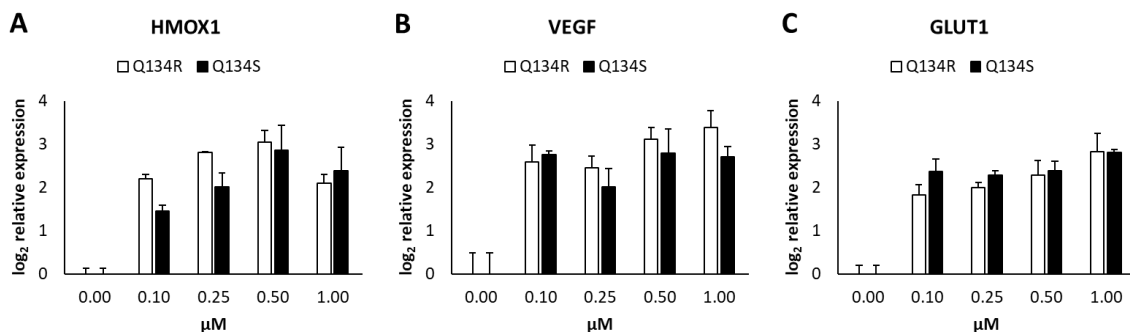 A HMOX1
□ Q134R ■ Q134S
log₂ relative expression
4
3
2
1
0
0.00 0.10 0.25 0.50 1.00
µM
B VEGF
□ Q134R ■ Q134S
log₂ relative expression
4
3
2
1
0
0.00 0.10 0.25 0.50 1.00
µM
C GLUT1
□ Q134R ■ Q134S
log₂ relative expression
4
3
2
1
0
0.00 0.10 0.25 0.50 1.00
µM